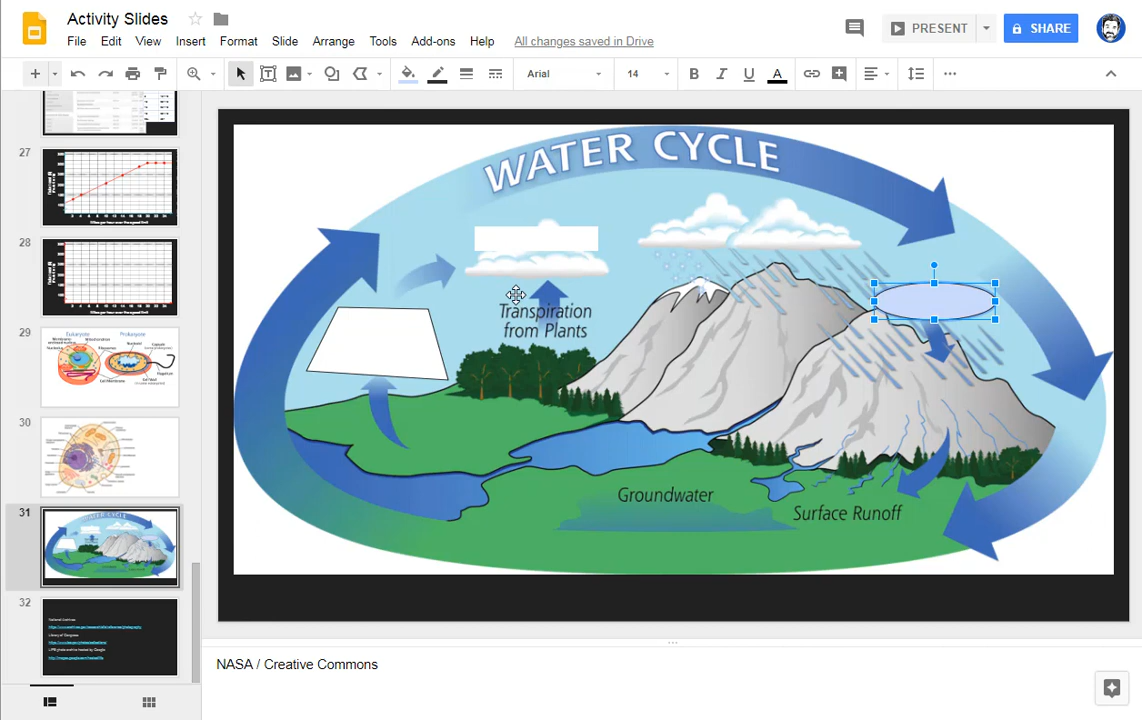 Activity Slides
File Edit View Insert Format Slide Arrange Tools Add-ons Help All changes saved in Drive
PRESENT
SHARE
Arial 14 B I U A
27
28
29
Eukaryote Prokaryote
30
31
32
WATER CYCLE
Transpiration
from Plants
Groundwater
Surface Runoff
NASA / Creative Commons